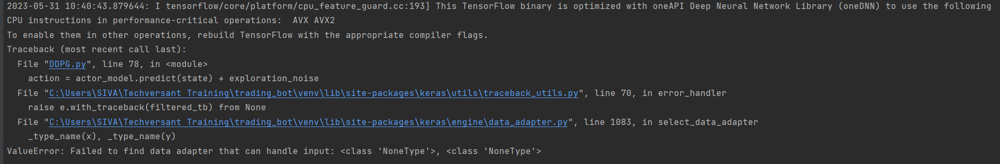 2023-05-31 10:40:43.879644: I tensorflow/core/platform/cpu_feature_guard.cc:193] This TensorFlow binary is optimized with oneAPI Deep Neural Network Library (oneDNN) to use the following
CPU instructions in performance-critical operations:  AVX AVX2
To enable them in other operations, rebuild TensorFlow with the appropriate compiler flags.
Traceback (most recent call last):
  File "DDPG.py", line 78, in <module>
    action = actor_model.predict(state) + exploration_noise
  File "C:\Users\SIVA\Techversant Training\trading_bot\venv\lib\site-packages\keras\utils\traceback_utils.py", line 70, in error_handler
    raise e.with_traceback(filtered_tb) from None
  File "C:\Users\SIVA\Techversant Training\trading_bot\venv\lib\site-packages\keras\engine\data_adapter.py", line 1083, in select_data_adapter
    _type_name(x), _type_name(y)
ValueError: Failed to find data adapter that can handle input: <class 'NoneType'>, <class 'NoneType'>